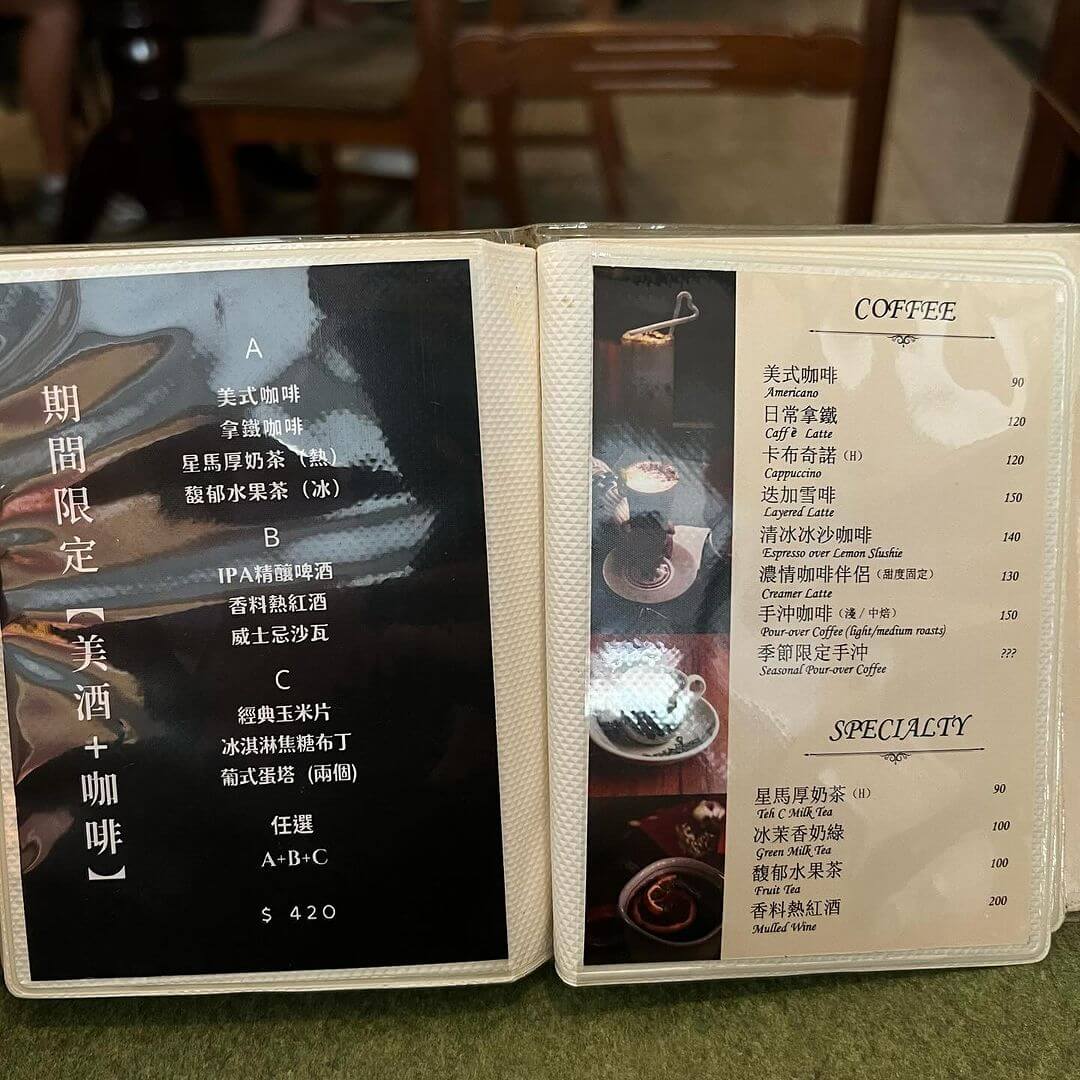 期間限定【美酒+咖啡】
A
美式咖啡
拿鐵咖啡
星馬厚奶茶（熱）
馥郁水果茶（冰）
B
IPA精釀啤酒
香料熱紅酒
威士忌沙瓦
C
經典玉米片
冰淇淋焦糖布丁
葡式蛋塔 (兩個)
任選
A+B+C
$ 420
COFFEE
美式咖啡 90
Americano
日常拿鐵 120
Caffè Latte
卡布奇諾（H） 120
Cappuccino
迭加雪啡 150
Layered Latte
清冰冰沙咖啡 140
Espresso over Lemon Slushie
濃情咖啡伴侶（甜度固定） 130
Creamer Latte
手沖咖啡（淺／中焙） 150
Pour-over Coffee (light/medium roasts)
季節限定手沖 ???
Seasonal Pour-over Coffee
SPECIALTY
星馬厚奶茶（H） 90
Teh C Milk Tea
冰茉香奶綠 100
Green Milk Tea
馥郁水果茶 100
Fruit Tea
香料熱紅酒 200
Mulled Wine